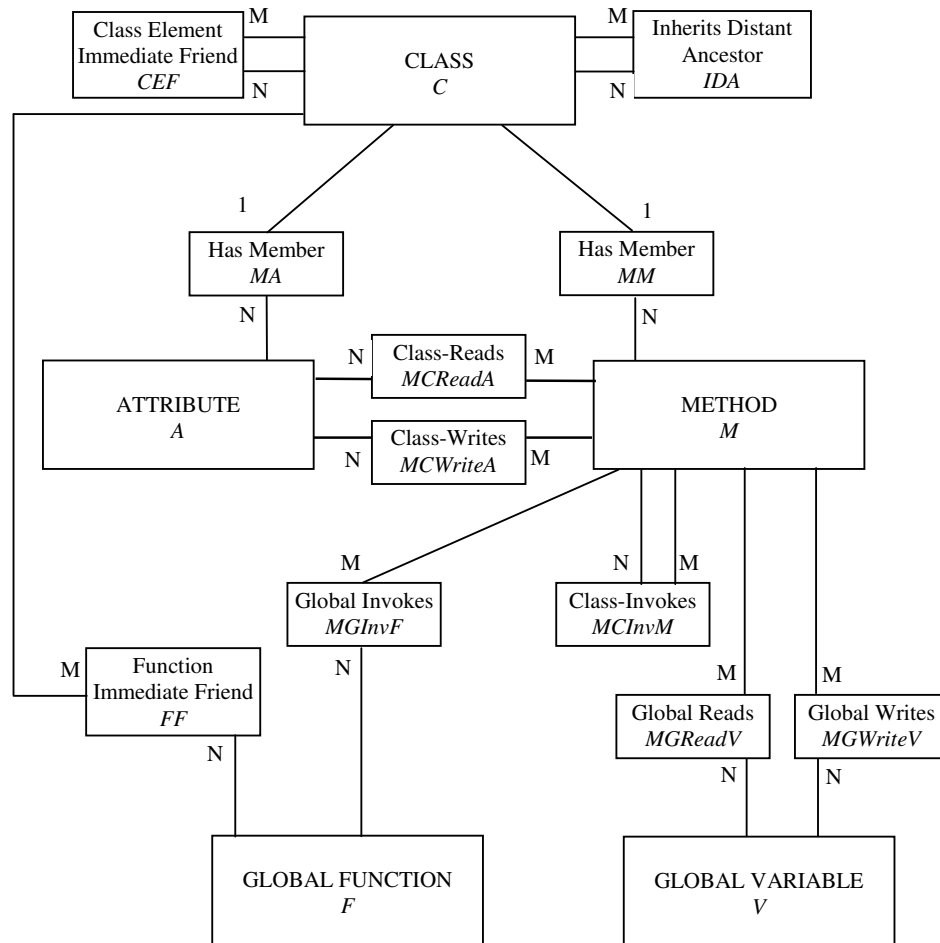 M
M
Class Element
Immediate Friend
CEF
CLASS
C
Inherits Distant
Ancestor
IDA
N
N
1
1
Has Member
MA
Has Member
MM
N
N
N
Class-Reads
MCReadA
M
ATTRIBUTE
A
METHOD
M
N
Class-Writes
MCWriteA
M
M
N
M
Global Invokes
MGInvF
Class-Invokes
MCInvM
N
M
Function
Immediate Friend
FF
M
M
Global Reads
MGReadV
Global Writes
MGWriteV
N
N
N
GLOBAL FUNCTION
F
GLOBAL VARIABLE
V